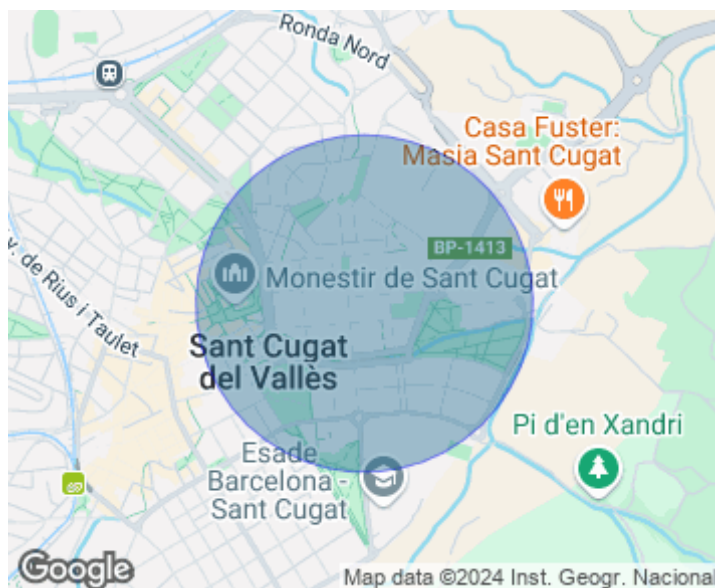 Ronda Nord
Casa Fuster:
Masia Sant Cugat
BP-1413
Monestir de Sant Cugat
v. de Rius i Taulet
Sant Cugat
del Vallès
Pi d'en Xandri
Esade
Barcelona -
Sant Cugat
Google
Map data ©2024 Inst. Geogr. Nacional